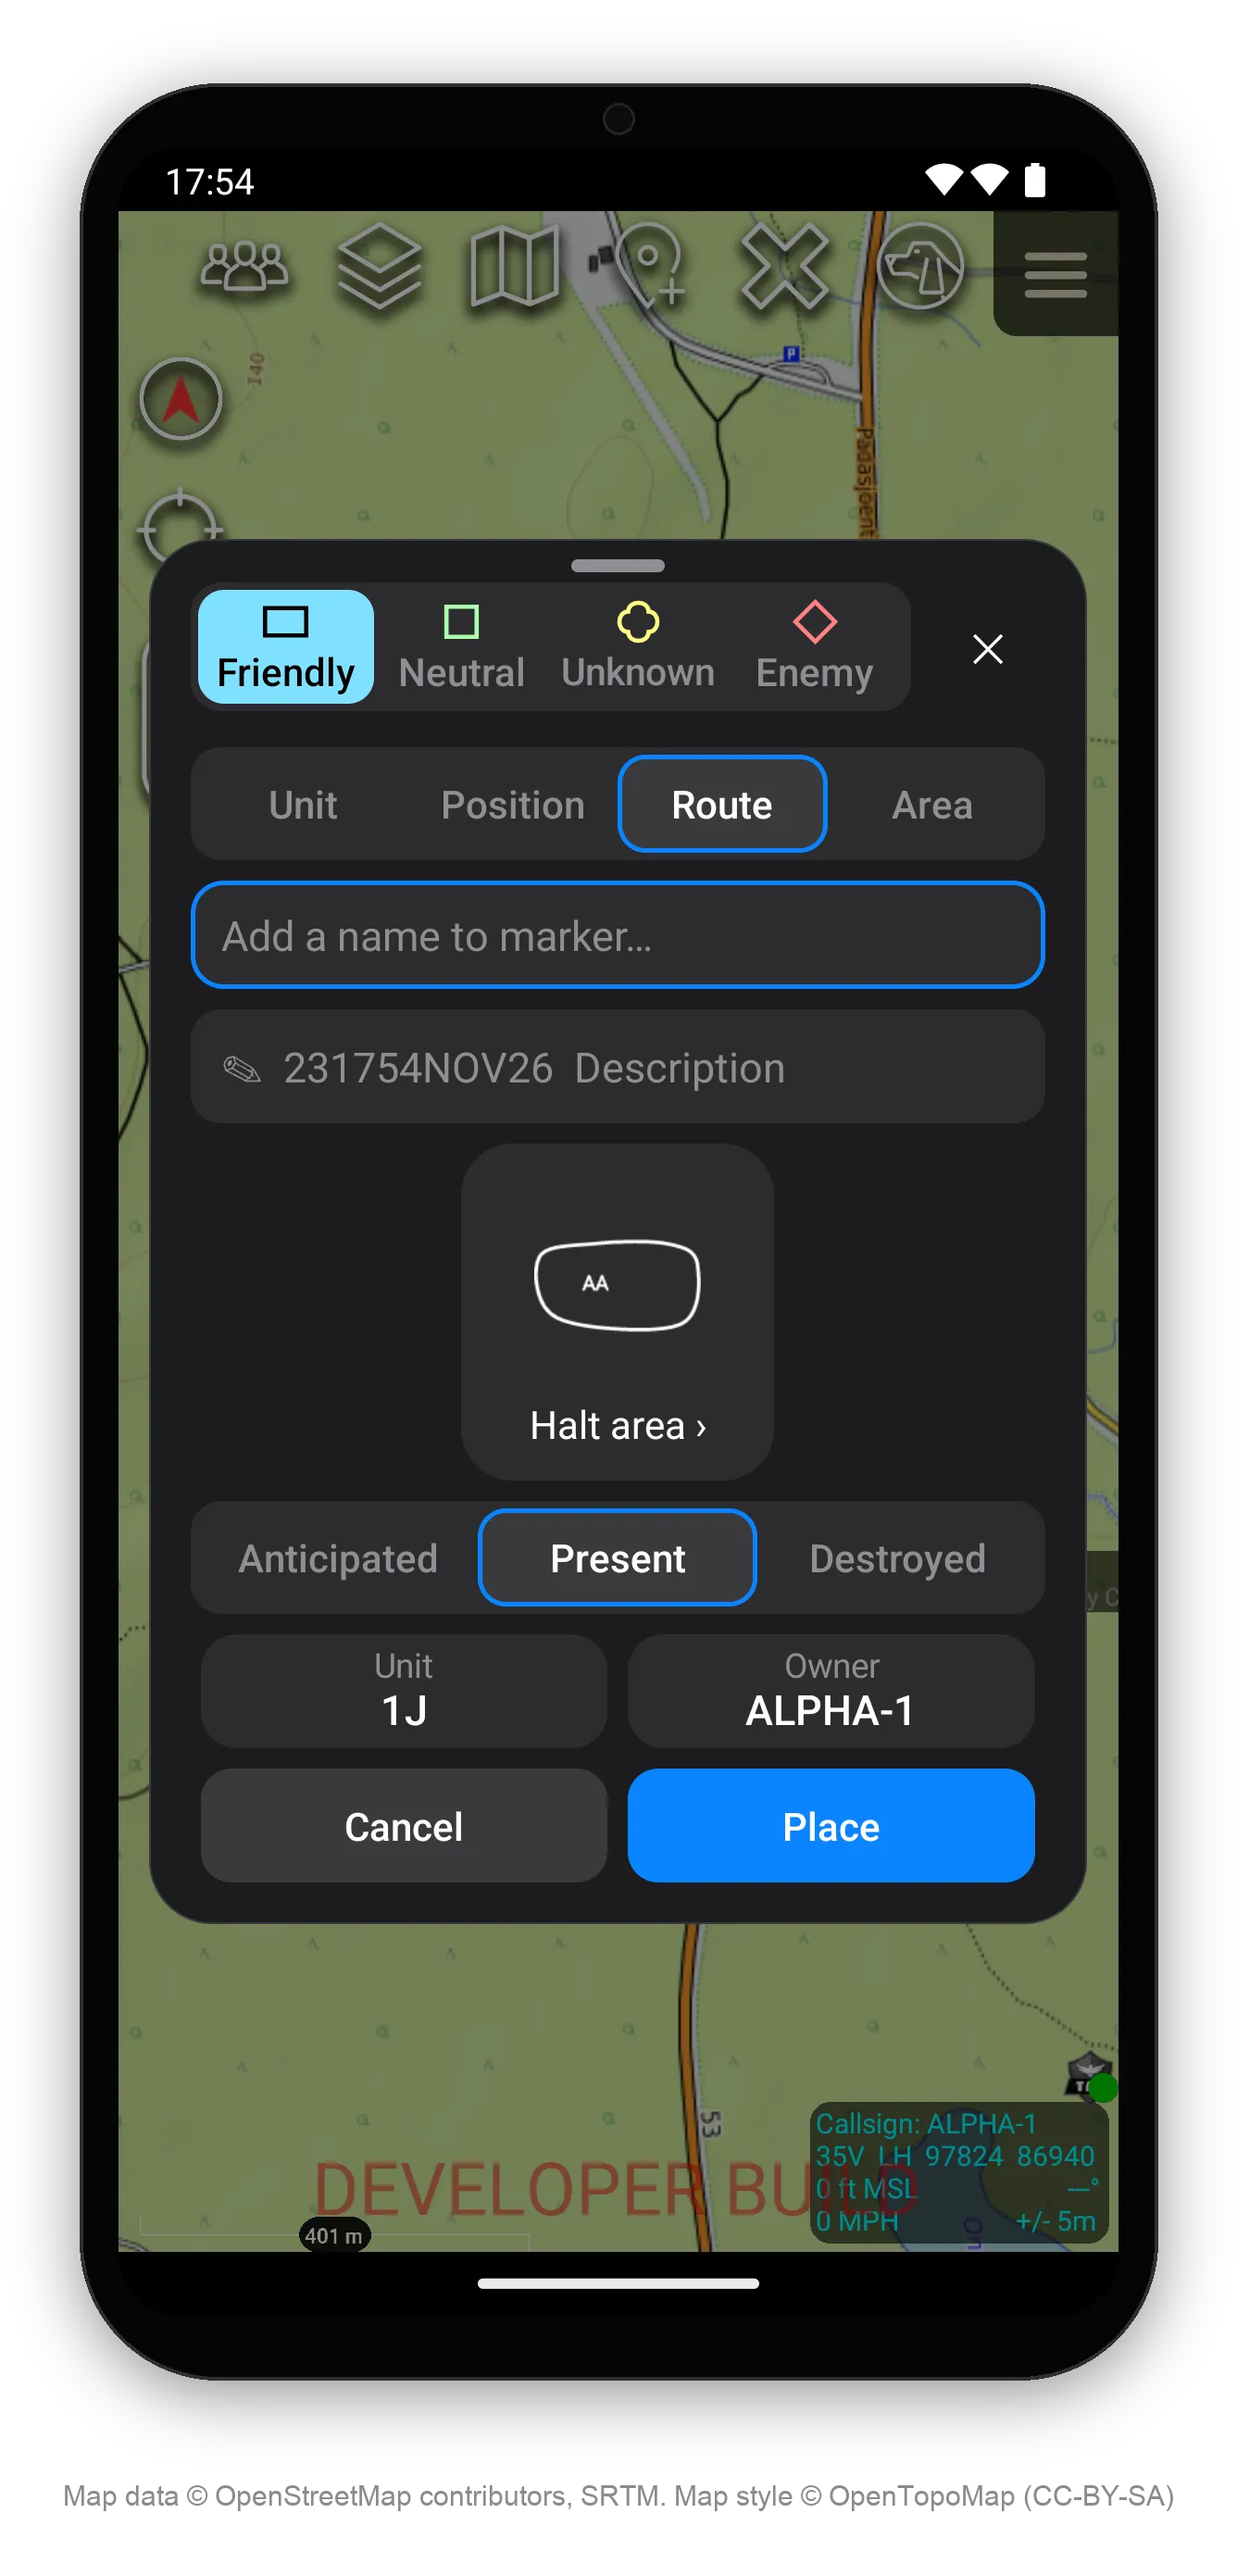 17:54
P
140
Padasjoent
Friendly
Neutral
Unknown
Enemy
Unit
Position
Route
Area
Add a name to marker...
231754NOV26 Description
AA
Halt area ›
Anticipated
Present
Destroyed
y C
Unit
1J
Owner
ALPHA-1
Cancel
Place
53
DEVELOPER BUILD
Callsign: ALPHA-1
35V LH 97824 86940
0 ft MSL
---°
0 MPH
+/- 5m
On
401 m
Map data © OpenStreetMap contributors, SRTM. Map style © OpenTopoMap (CC-BY-SA)